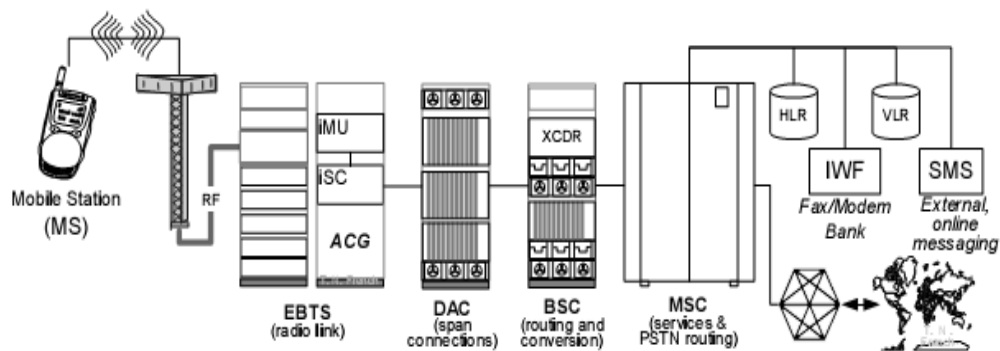 Mobile Station
(MS)
RF
iMU
iSC
ACG
EBTS
(radio link)
DAC
(span
connections)
XCDR
BSC
(routing and
conversion)
MSC
(services &
PSTN routing)
HLR
VLR
IWF
Fax/Modem
Bank
SMS
External,
online
messaging